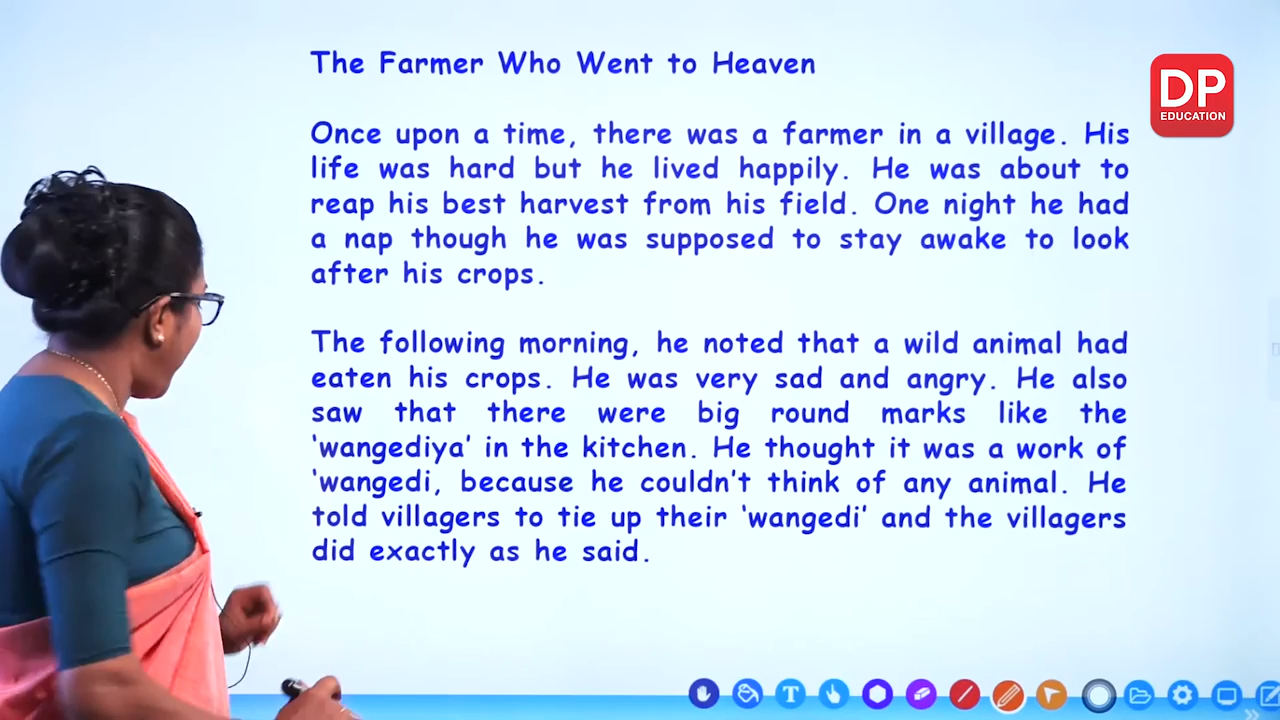 The Farmer Who Went to Heaven
Once upon a time, there was a farmer in a village. His
life was hard but he lived happily. He was about to
reap his best harvest from his field. One night he had
a nap though he was supposed to stay awake to look
after his crops.
The following morning, he noted that a wild animal had
eaten his crops. He was very sad and angry. He also
saw that there were big round marks like the
‘wangediya’ in the kitchen. He thought it was a work of
‘wangedi, because he couldn’t think of any animal. He
told villagers to tie up their ‘wangedi’ and the villagers
did exactly as he said.
DP
EDUCATION
T